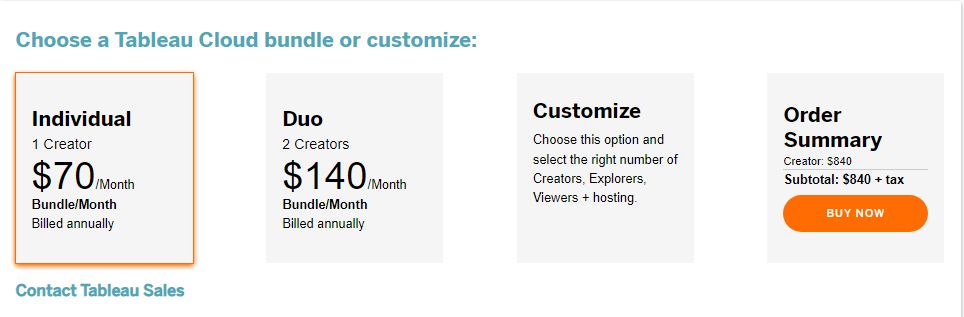 Choose a Tableau Cloud bundle or customize:
Individual
1 Creator
$70/Month
Bundle/Month
Billed annually
Duo
2 Creators
$140/Month
Bundle/Month
Billed annually
Customize
Choose this option and
select the right number of
Creators, Explorers,
Viewers + hosting.
Order
Summary
Creator: $840
Subtotal: $840 + tax
BUY NOW
Contact Tableau Sales